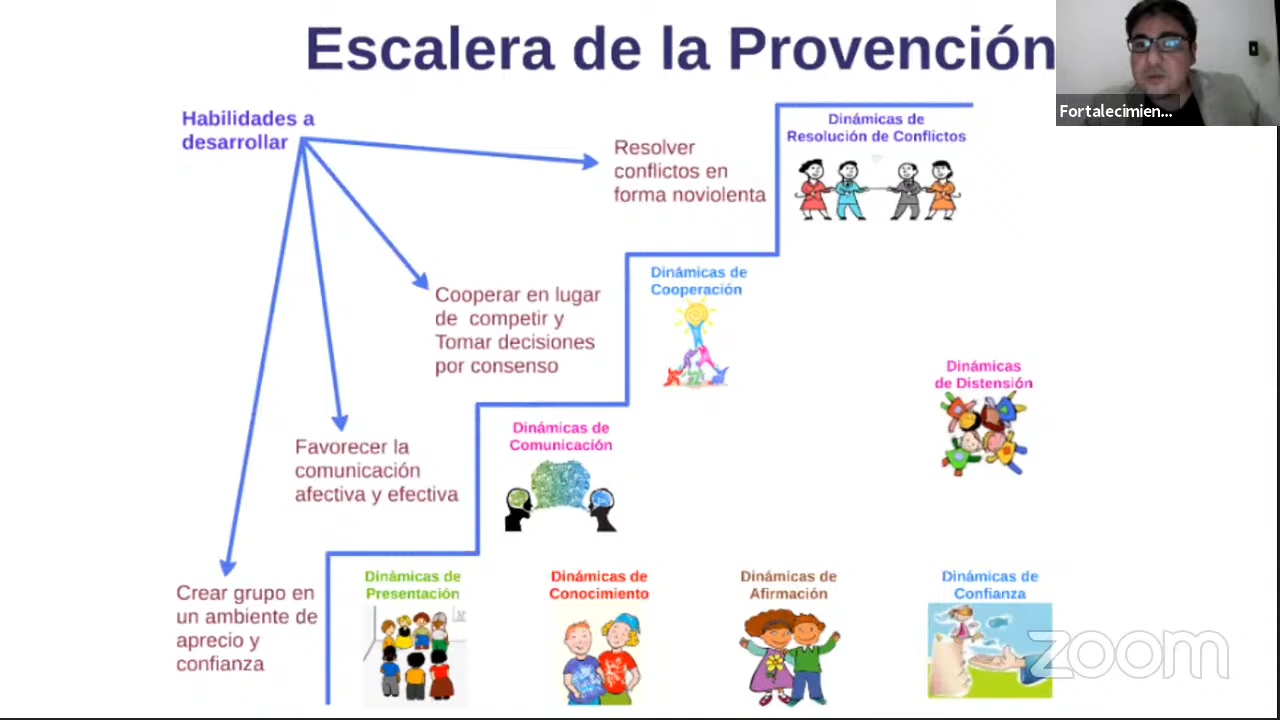 Escalera de la Provención
Fortalecimien...
Habilidades a
desarrollar
Resolver
conflictos en
forma noviolenta
Dinámicas de
Resolución de Conflictos
Cooperar en lugar
de competir y
Tomar decisiones
por consenso
Dinámicas de
Cooperación
Dinámicas
de Distensión
Favorecer la
comunicación
afectiva y efectiva
Dinámicas de
Comunicación
Crear grupo en
un ambiente de
aprecio y
confianza
Dinámicas de
Presentación
Dinámicas de
Conocimiento
Dinámicas de
Afirmación
Dinámicas de
Confianza
zoom